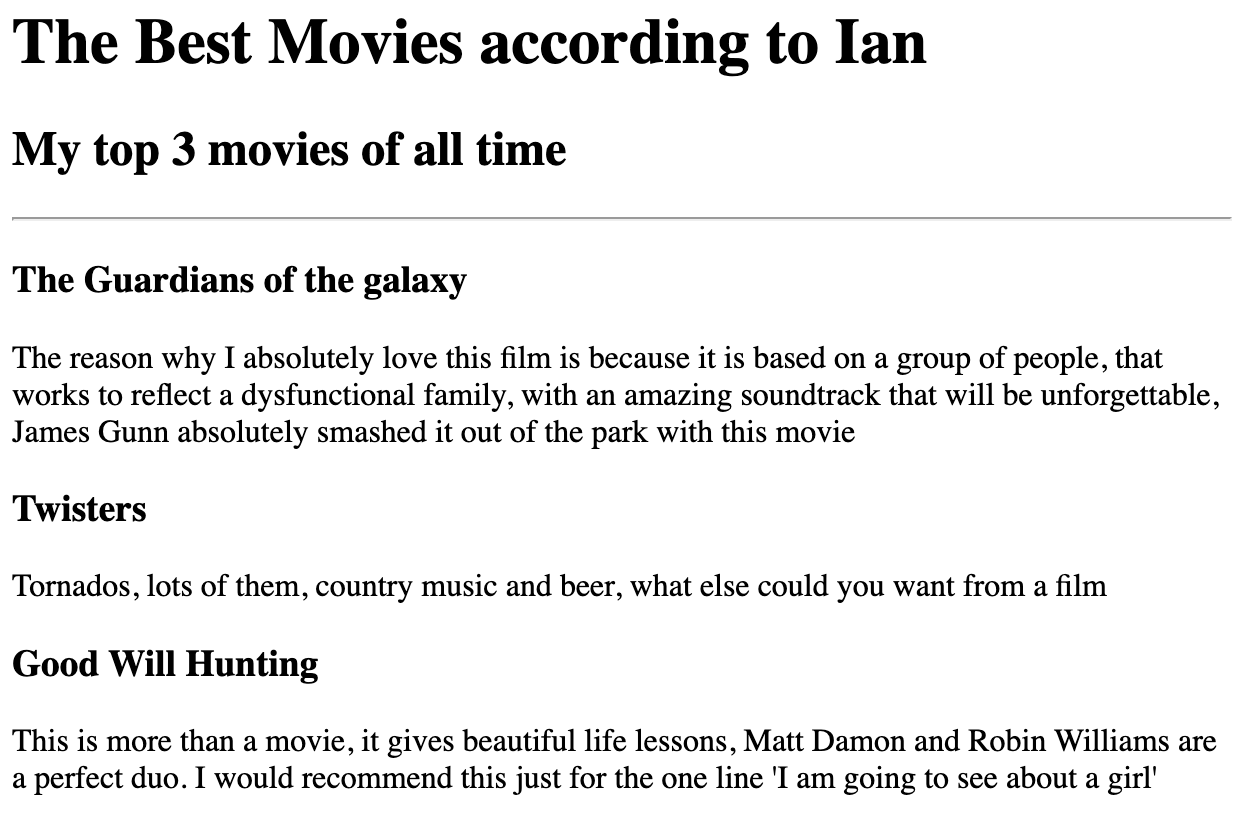 The Best Movies according to Ian
My top 3 movies of all time
The Guardians of the galaxy
The reason why I absolutely love this film is because it is based on a group of people, that
works to reflect a dysfunctional family, with an amazing soundtrack that will be unforgettable,
James Gunn absolutely smashed it out of the park with this movie
Twisters
Tornados, lots of them, country music and beer, what else could you want from a film
Good Will Hunting
This is more than a movie, it gives beautiful life lessons, Matt Damon and Robin Williams are
a perfect duo. I would recommend this just for the one line 'I am going to see about a girl'